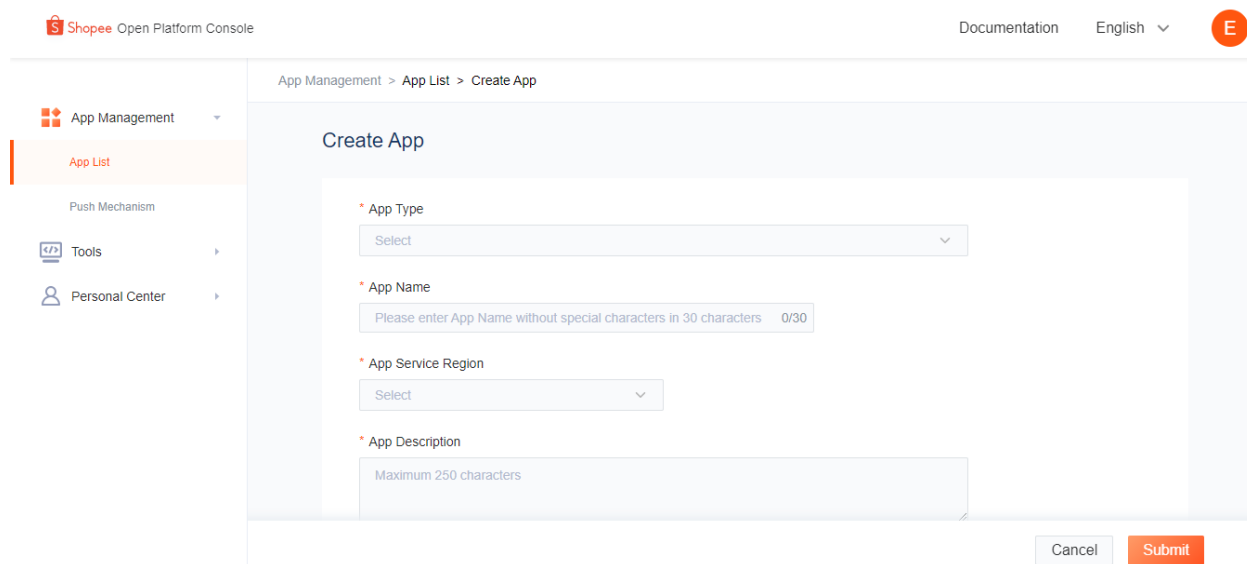 Shopee Open Platform Console
Documentation
English
E
App Management > App List > Create App
App Management
App List
Push Mechanism
Tools
Personal Center
Create App
* App Type
Select
* App Name
Please enter App Name without special characters in 30 characters 0/30
* App Service Region
Select
* App Description
Maximum 250 characters
Cancel
Submit